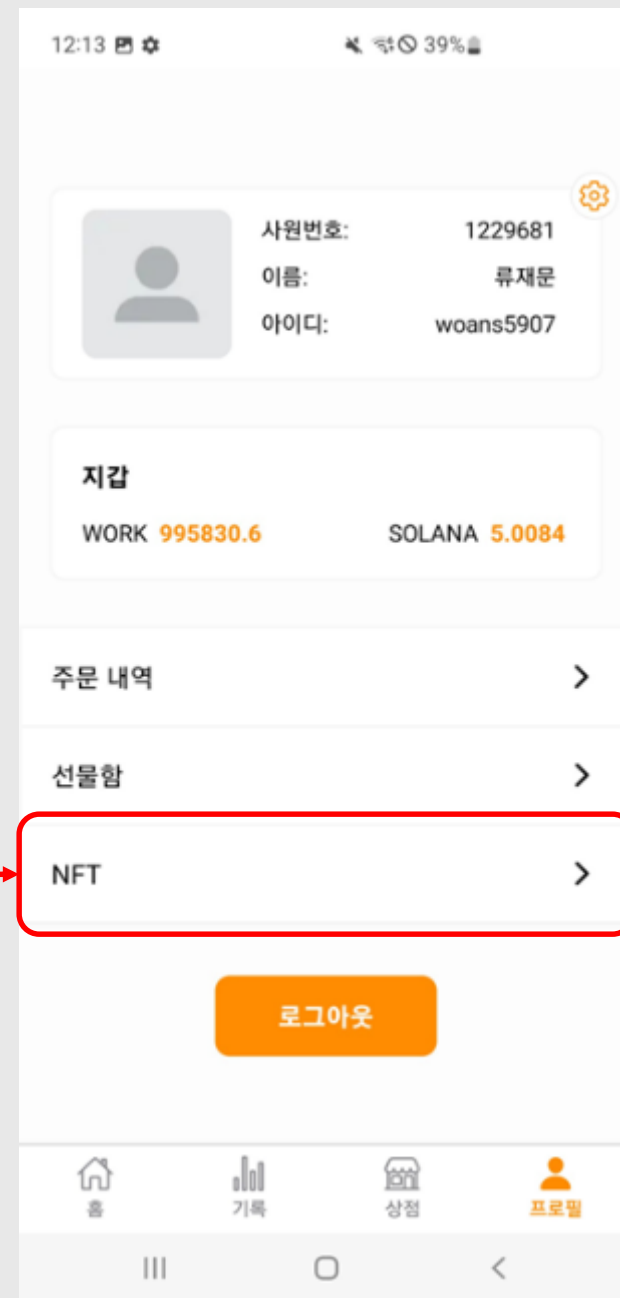 12:13 39%
사원번호: 1229681
이름: 류재문
아이디: woans5907
지갑
WORK 995830.6 SOLANA 5.0084
주문 내역
선물함
NFT
로그아웃
홈 기록 상점 프로필